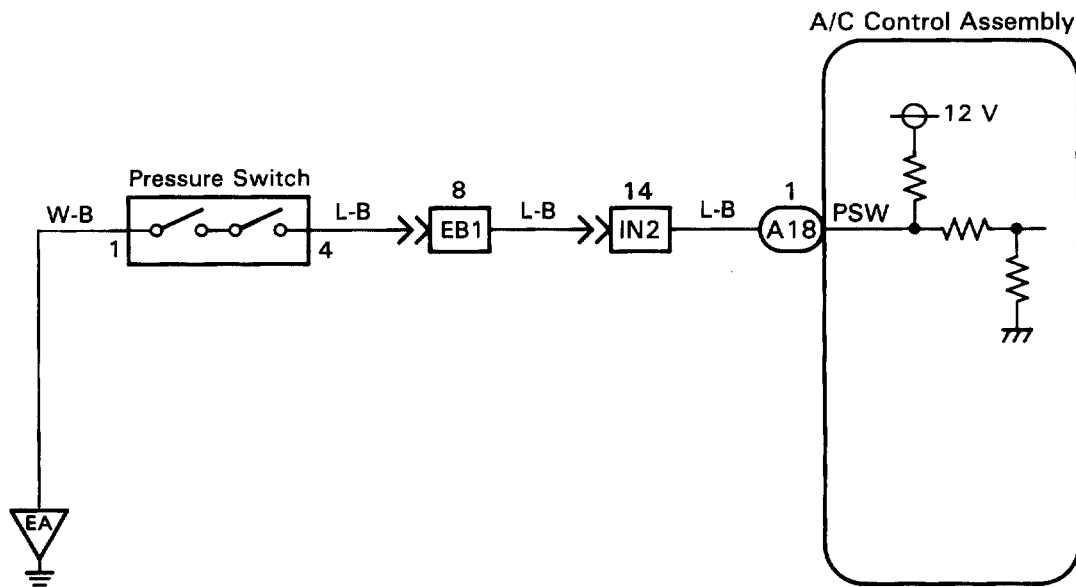 A/C Control Assembly
12 V
Pressure Switch
8
14
1
W-B
L-B
L-B
L-B
PSW
EB1
IN2
A18
1
4
EA